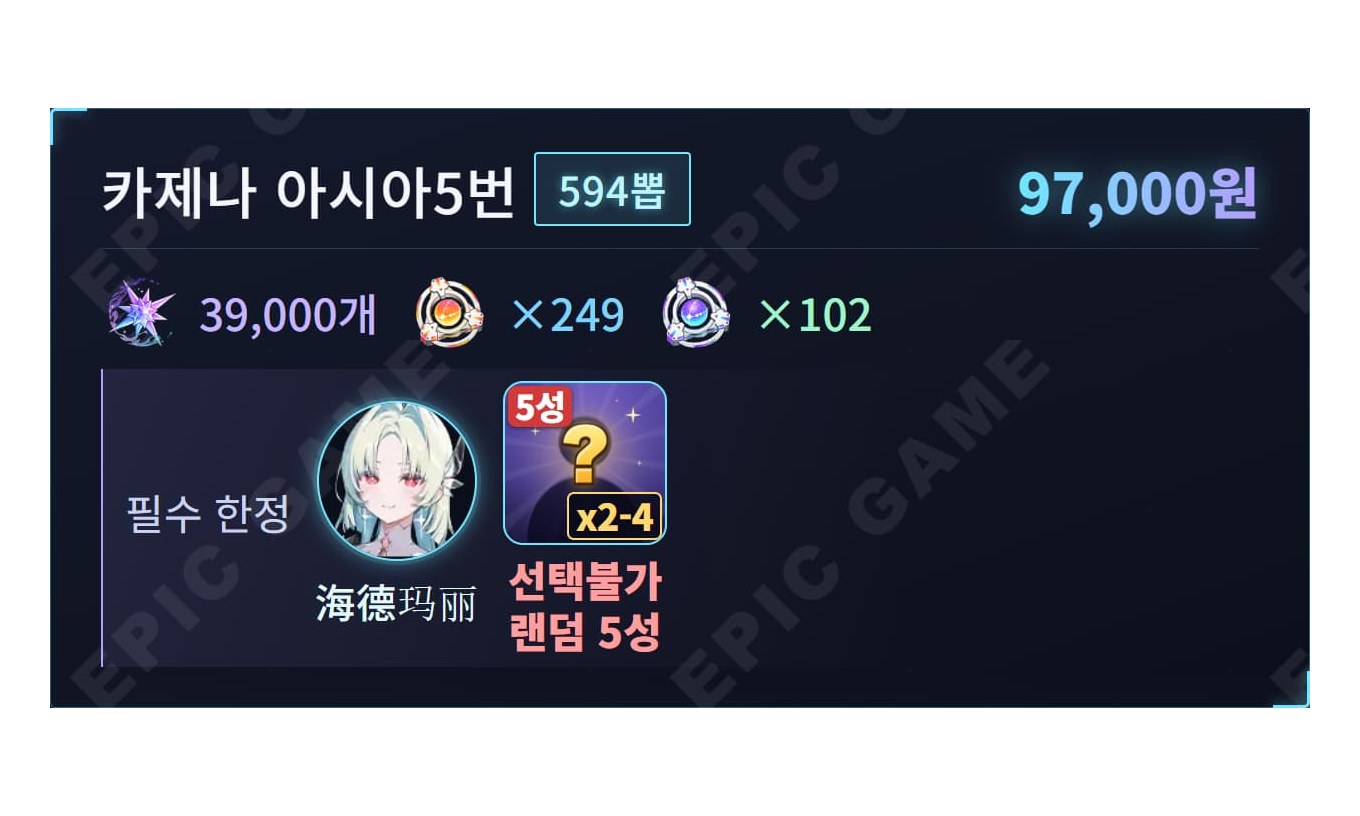 카제나 아시아5번 594뽑 97,000원
39,000개 ×249 ×102
5성
?
x2-4
필수 한정
海德玛丽
선택불가
랜덤 5성
EPIC GAME